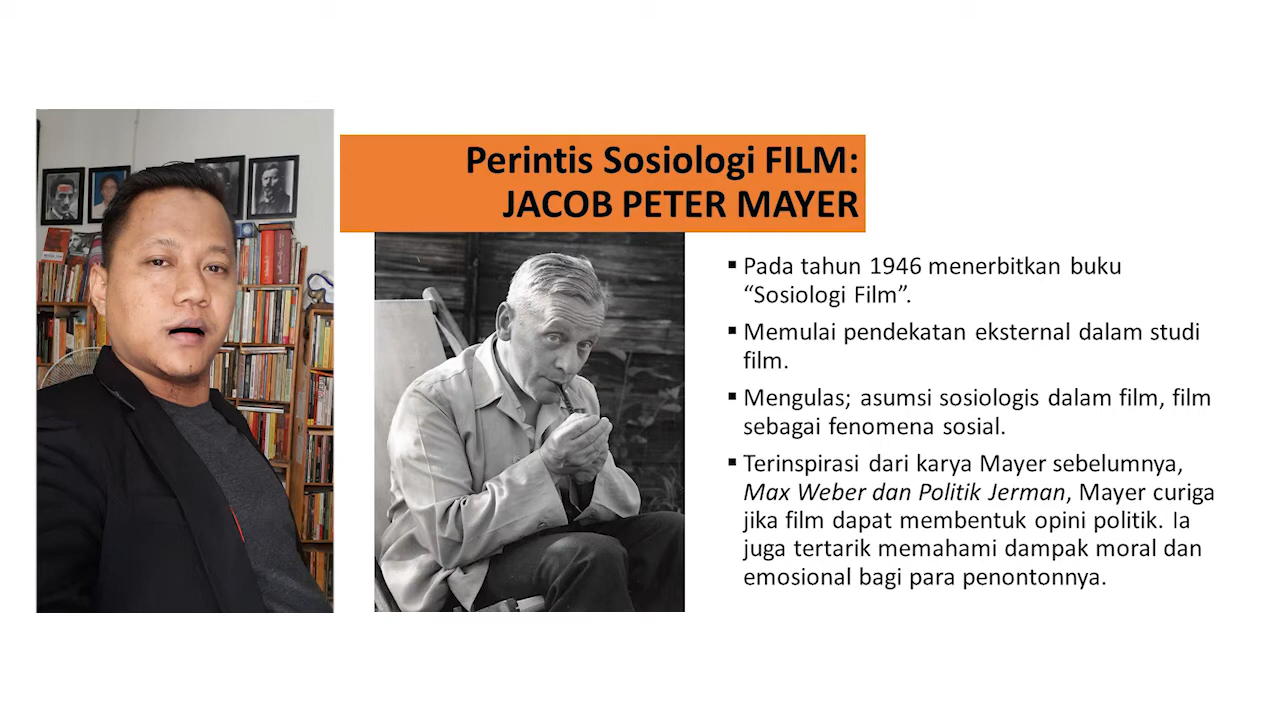 Perintis Sosiologi FILM:
JACOB PETER MAYER
▪ Pada tahun 1946 menerbitkan buku
“Sosiologi Film”.
▪ Memulai pendekatan eksternal dalam studi
film.
▪ Mengulas; asumsi sosiologis dalam film, film
sebagai fenomena sosial.
▪ Terinspirasi dari karya Mayer sebelumnya,
Max Weber dan Politik Jerman, Mayer curiga
jika film dapat membentuk opini politik. Ia
juga tertarik memahami dampak moral dan
emosional bagi para penontonnya.